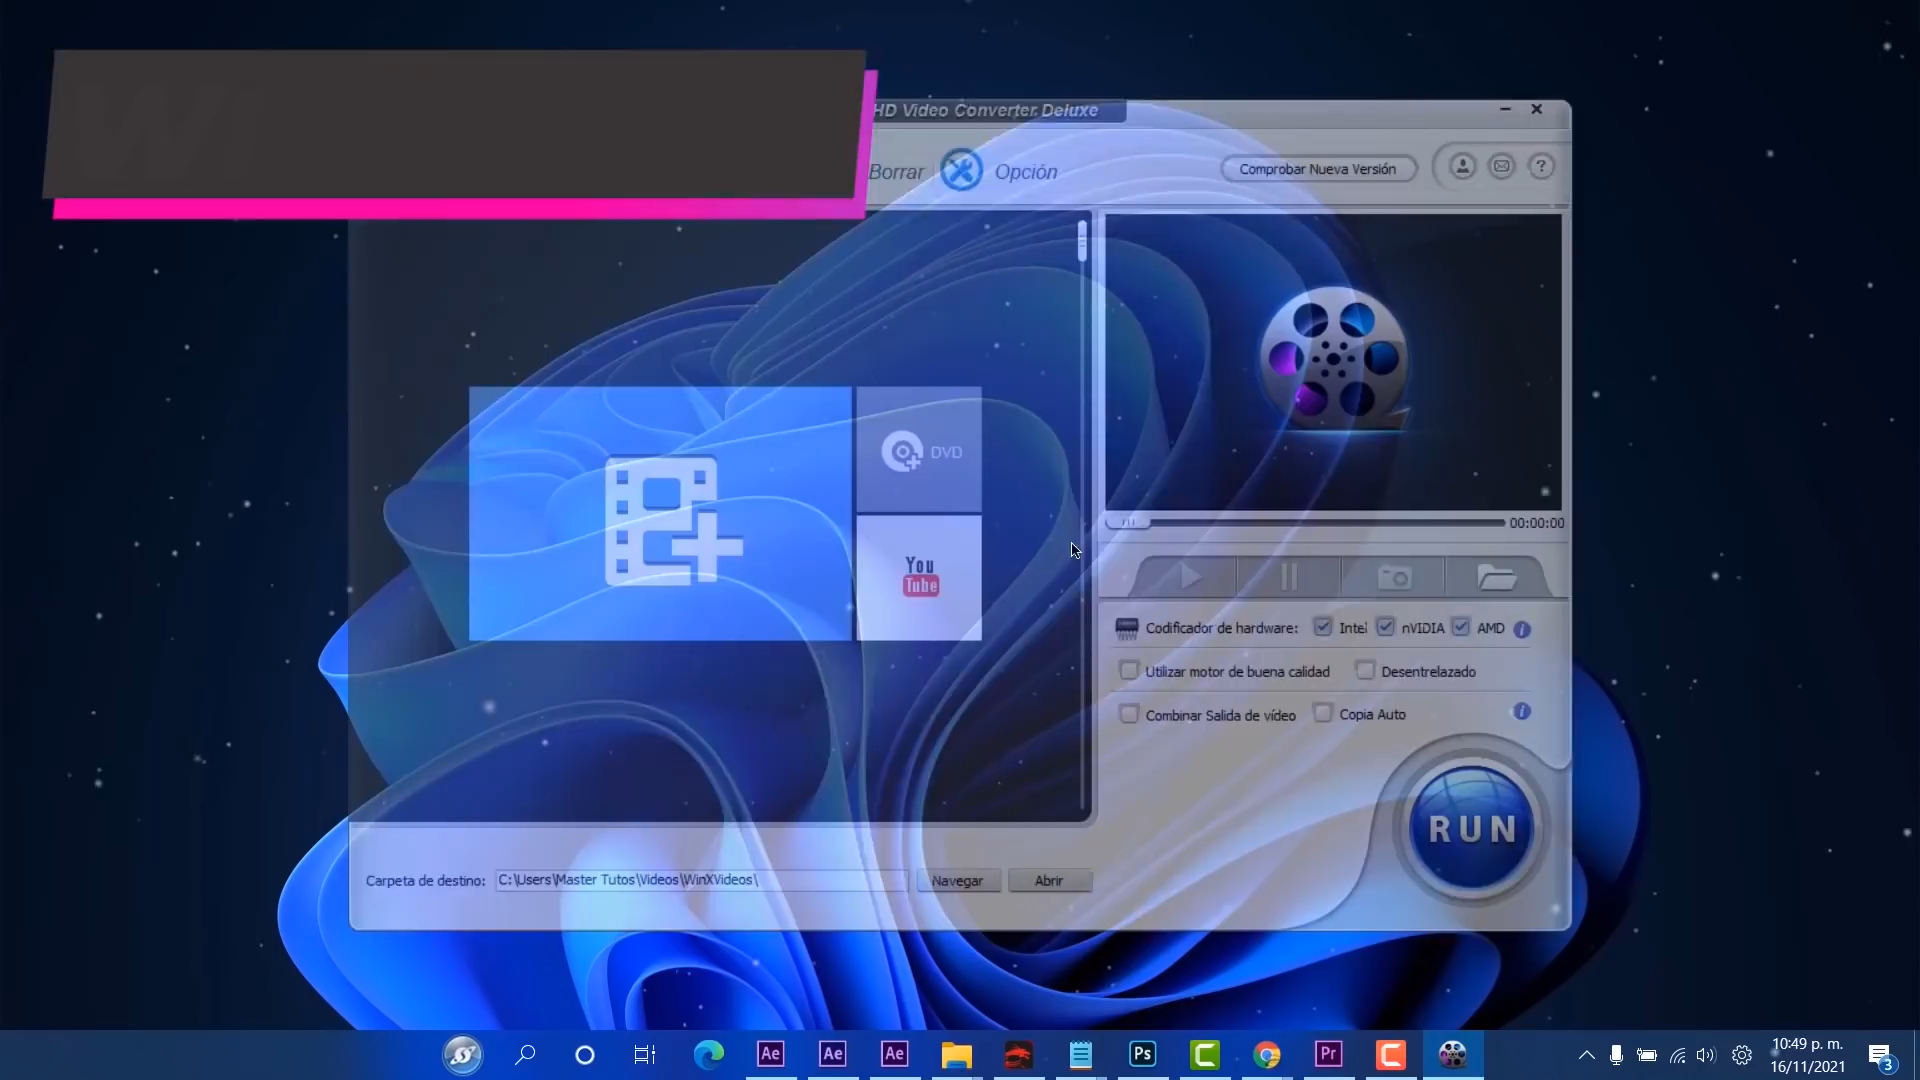 HD Video Converter Deluxe
Borrar
Opción
Comprobar Nueva Versión
?
DVD
You
Tube
00:00:00
Codificador de hardware:
Intel
nVIDIA
AMD
i
Utilizar motor de buena calidad
Desentrelazado
Combinar Salida de vídeo
Copia Auto
i
RUN
Carpeta de destino:
C:\Users\Master Tutos\Videos\WinXVideos\
Navegar
Abrir
Ae
Ae
Ae
Ps
Pr
10:49 p. m.
16/11/2021
3